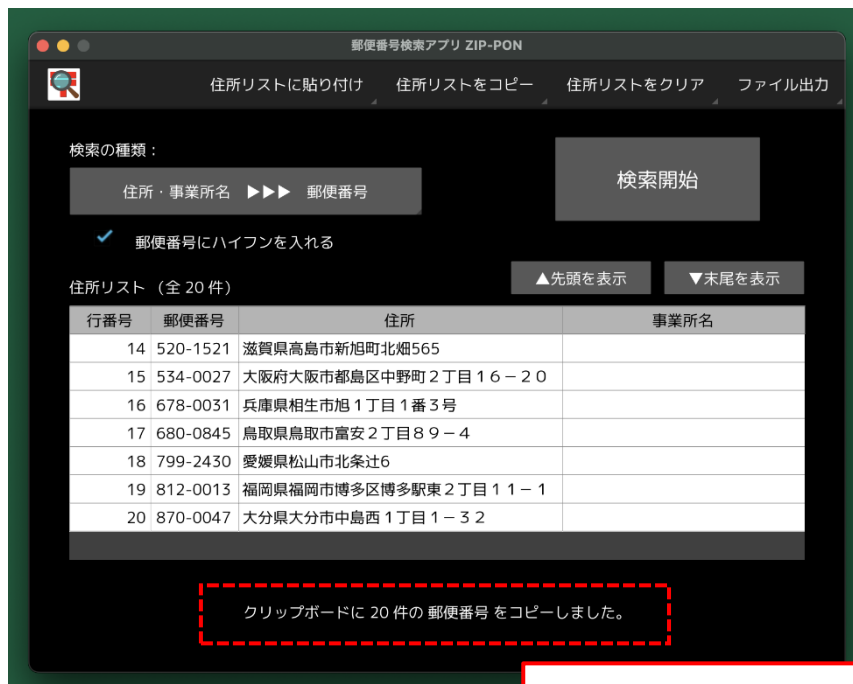 郵便番号検索アプリ ZIP-PON
住所リストに貼り付け 住所リストをコピー 住所リストをクリア ファイル出力
検索の種類：
住所・事業所名 ▶▶▶ 郵便番号
検索開始
郵便番号にハイフンを入れる
住所リスト（全 20 件）
▲先頭を表示 ▼末尾を表示
行番号 郵便番号 住所 事業所名
14 520-1521 滋賀県高島市新旭町北畑565
15 534-0027 大阪府大阪市都島区中野町２丁目１６－２０
16 678-0031 兵庫県相生市旭１丁目１番３号
17 680-0845 鳥取県鳥取市富安２丁目８９－４
18 799-2430 愛媛県松山市北条辻6
19 812-0013 福岡県福岡市博多区博多駅東２丁目１１－１
20 870-0047 大分県大分市中島西１丁目１－３２
クリップボードに 20 件の 郵便番号 をコピーしました。